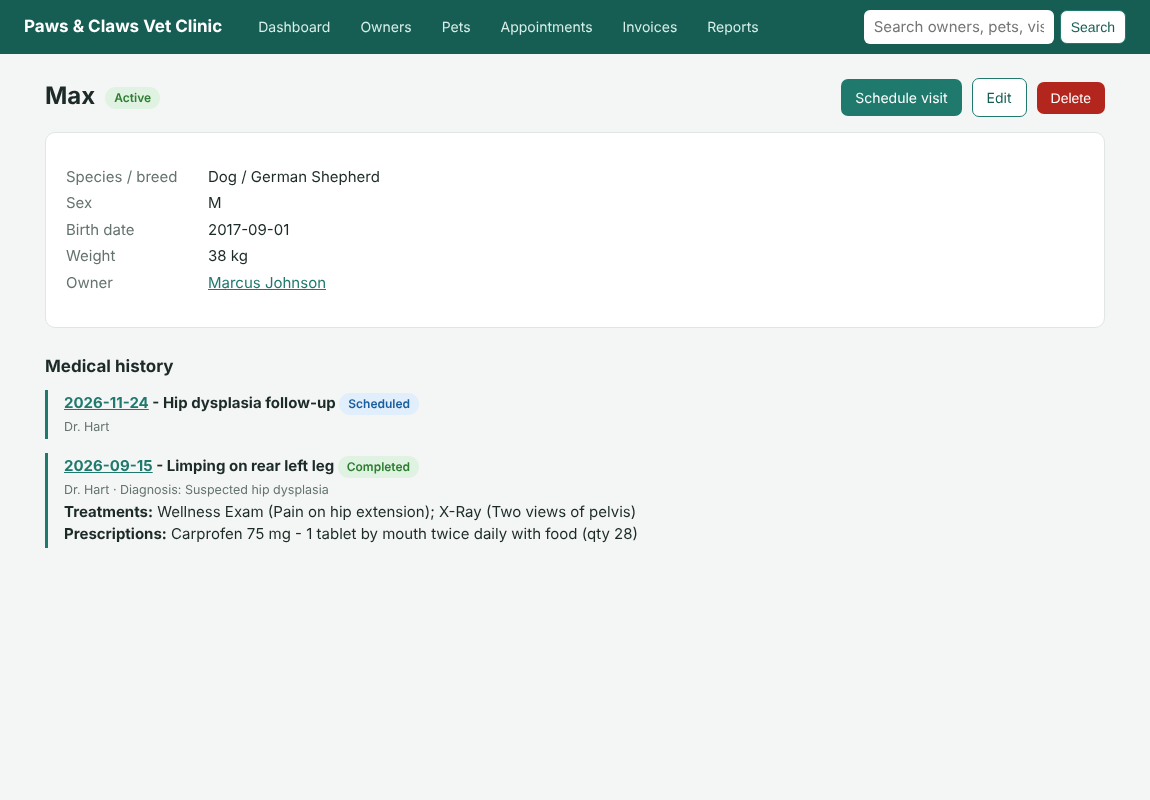 Paws & Claws Vet Clinic Dashboard Owners Pets Appointments Invoices Reports Search owners, pets, vis Search
Max Active Schedule visit Edit Delete
Species / breed Dog / German Shepherd
Sex M
Birth date 2017-09-01
Weight 38 kg
Owner Marcus Johnson
Medical history
2026-11-24 - Hip dysplasia follow-up Scheduled
Dr. Hart
2026-09-15 - Limping on rear left leg Completed
Dr. Hart · Diagnosis: Suspected hip dysplasia
Treatments: Wellness Exam (Pain on hip extension); X-Ray (Two views of pelvis)
Prescriptions: Carprofen 75 mg - 1 tablet by mouth twice daily with food (qty 28)